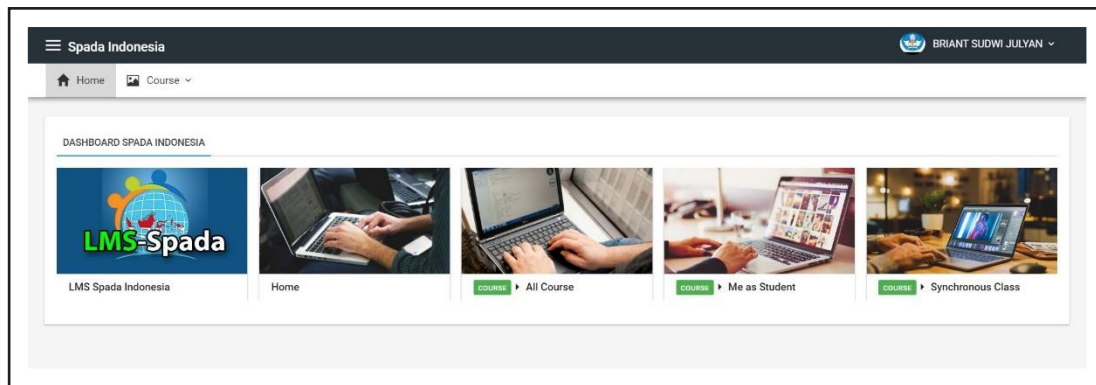 Spada Indonesia
BRIANT SUDWI JULYAN
Home
Course
DASHBOARD SPADA INDONESIA
LMS-Spada
LMS Spada Indonesia
Home
COURSE All Course
COURSE Me as Student
COURSE Synchronous Class